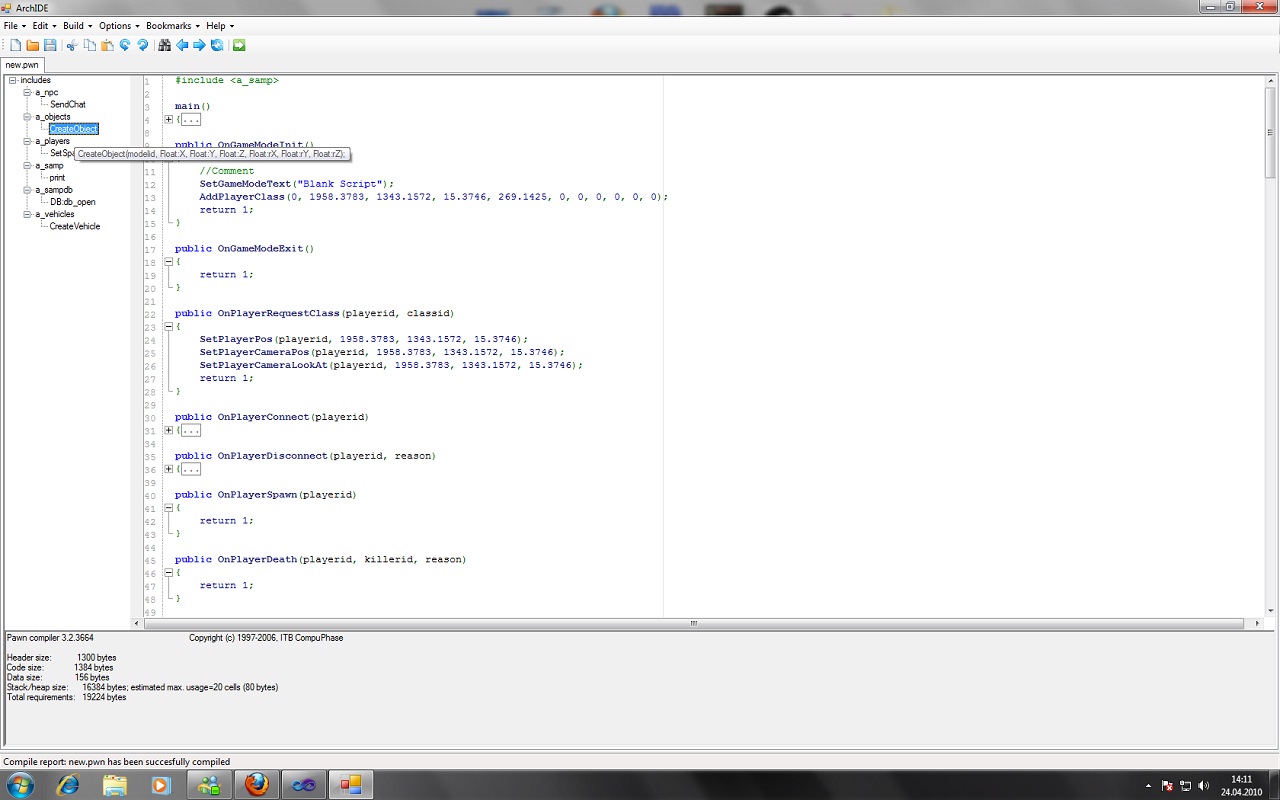 ArchIDE
File Edit Build Options Bookmarks Help
new.pwn
includes
a_npc
SendChat
a_objects
CreateObject
a_players
SetSpa
CreateObject(modelid, Float:X, Float:Y, Float:Z, Float:rX, Float:rY, Float:rZ);
a_samp
print
a_sampdb
DB:db_open
a_vehicles
CreateVehicle
1 #include <a_samp>
2
3 main()
4 {...
8
public OnGameModeInit()
11 //Comment
12 SetGameModeText("Blank Script");
13 AddPlayerClass(0, 1958.3783, 1343.1572, 15.3746, 269.1425, 0, 0, 0, 0, 0, 0);
14 return 1;
15 }
16
17 public OnGameModeExit()
18 {
19 return 1;
20 }
21
22 public OnPlayerRequestClass(playerid, classid)
23 {
24 SetPlayerPos(playerid, 1958.3783, 1343.1572, 15.3746);
25 SetPlayerCameraPos(playerid, 1958.3783, 1343.1572, 15.3746);
26 SetPlayerCameraLookAt(playerid, 1958.3783, 1343.1572, 15.3746);
27 return 1;
28 }
29
30 public OnPlayerConnect(playerid)
31 {...
34
35 public OnPlayerDisconnect(playerid, reason)
36 {...
39
40 public OnPlayerSpawn(playerid)
41 {
42 return 1;
43 }
44
45 public OnPlayerDeath(playerid, killerid, reason)
46 {
47 return 1;
48 }
49
Pawn compiler 3.2.3664 Copyright (c) 1997-2006, ITB CompuPhase
Header size: 1300 bytes
Code size: 1384 bytes
Data size: 156 bytes
Stack/heap size: 16384 bytes; estimated max. usage=20 cells (80 bytes)
Total requirements: 19224 bytes
Compile report: new.pwn has been succesfully compiled
14:11
24.04.2010